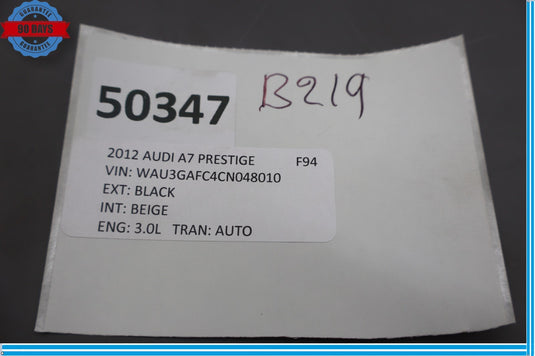 GUARANTEE
90 DAYS
GUARANTEE
50347
B219
2012 AUDI A7 PRESTIGE F94
VIN: WAU3GAFC4CN048010
EXT: BLACK
INT: BEIGE
ENG: 3.0L TRAN: AUTO